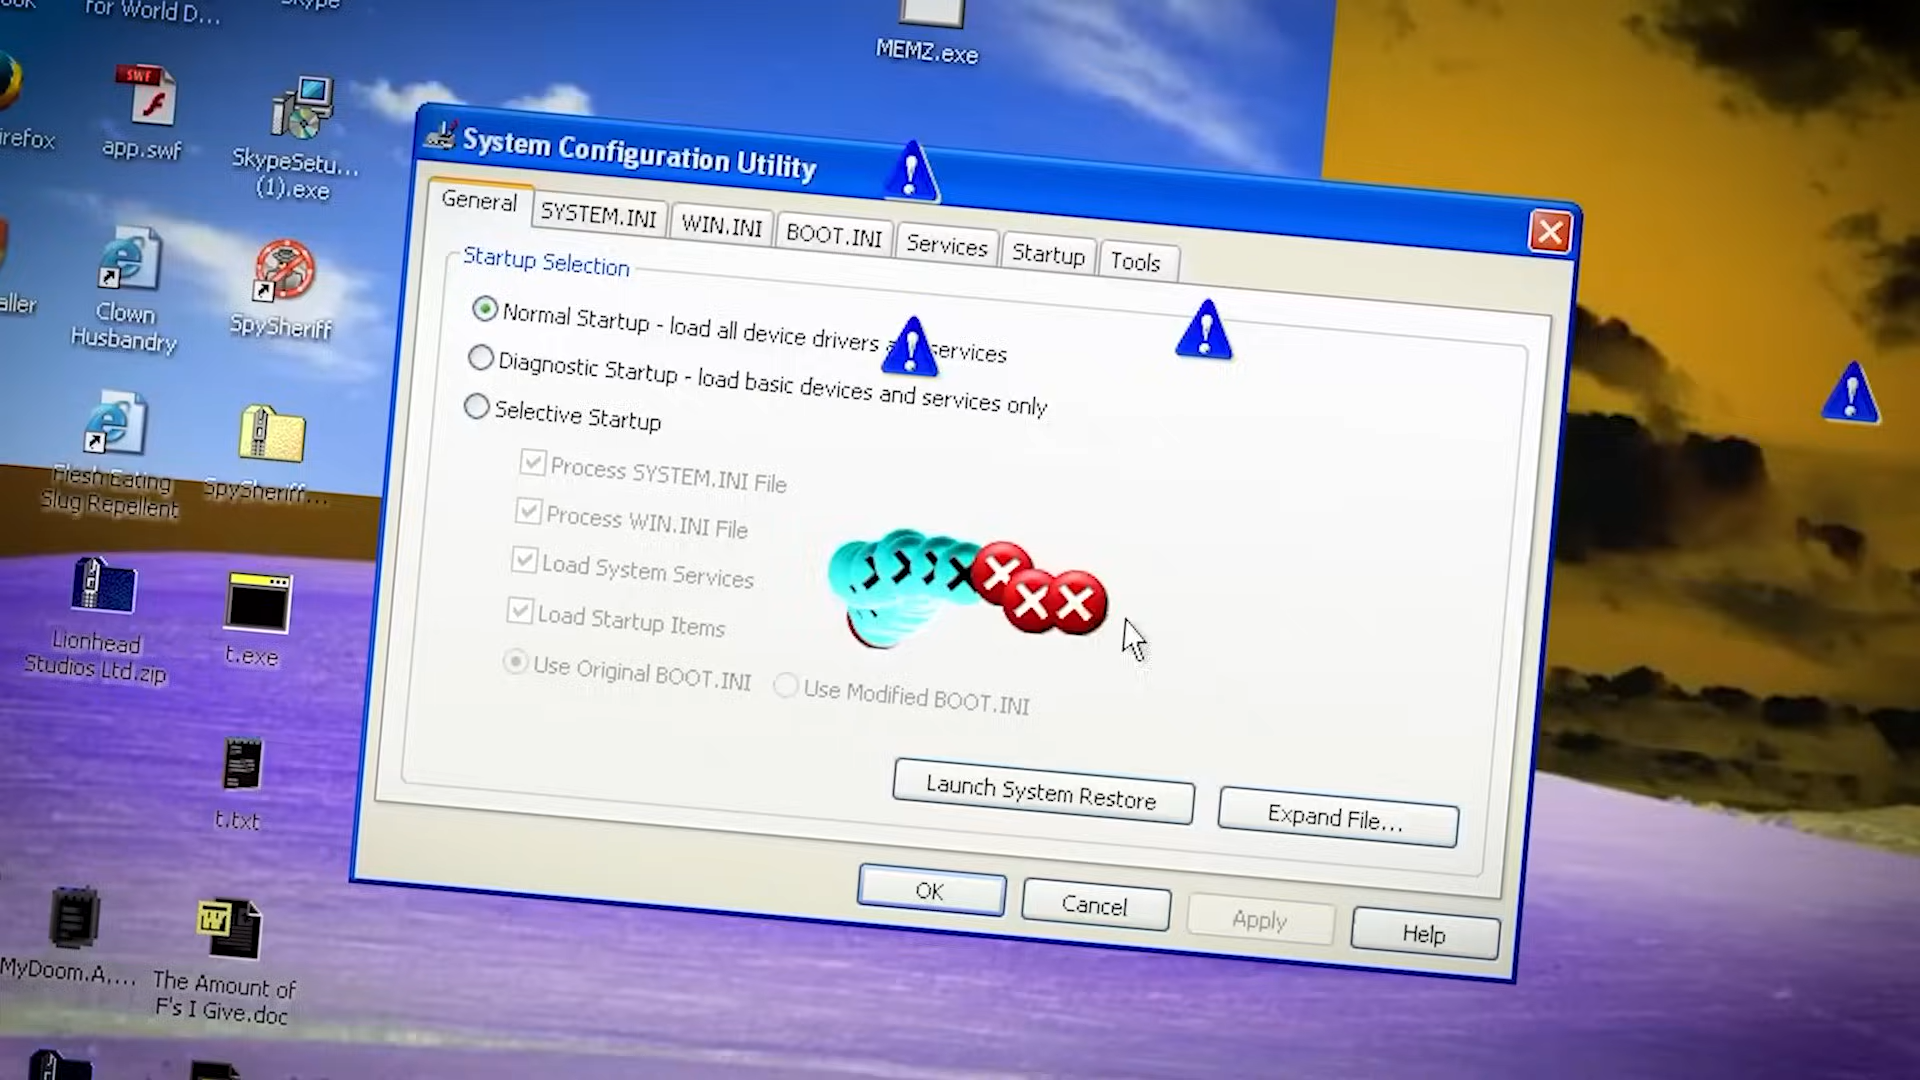 for World D...
Skype
MEMZ.exe
SWF
irefox
app.swf
SkypeSetu...
(1).exe
aller
Clown
Husbandry
SpySheriff
Flesh Eating
Slug Repellent
SpySheriff...
Lionhead
Studios Ltd.zip
t.exe
t.txt
W
MyDoom.A....
The Amount of
F's I Give.doc
System Configuration Utility
General
SYSTEM.INI
WIN.INI
BOOT.INI
Services
Startup
Tools
Startup Selection
Normal Startup - load all device drivers a services
Diagnostic Startup - load basic devices and services only
Selective Startup
Process SYSTEM.INI File
Process WIN.INI File
Load System Services
Load Startup Items
Use Original BOOT.INI
Use Modified BOOT.INI
Launch System Restore
Expand File...
OK
Cancel
Apply
Help